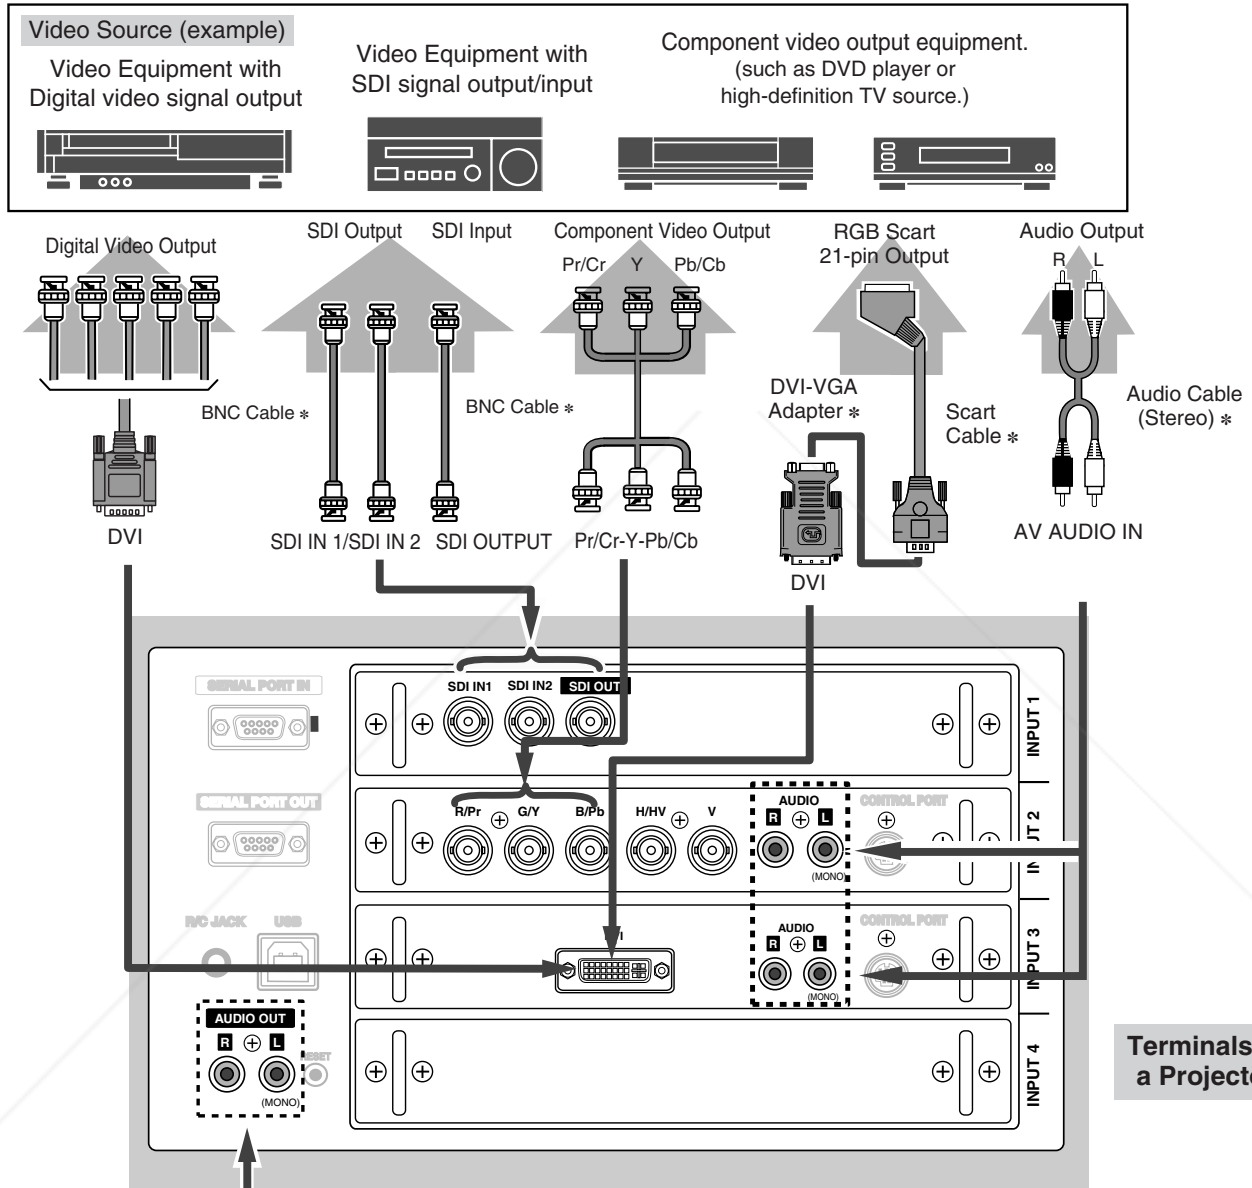 Video Source (example)
Video Equipment with
Digital video signal output
Video Equipment with
SDI signal output/input
Component video output equipment.
(such as DVD player or
high-definition TV source.)
Digital Video Output
SDI Output
SDI Input
Component Video Output
Pr/Cr Y Pb/Cb
RGB Scart
21-pin Output
Audio Output
R L
BNC Cable *
BNC Cable *
DVI-VGA
Adapter *
Scart
Cable *
Audio Cable
(Stereo) *
DVI
SDI IN 1/SDI IN 2
SDI OUTPUT
Pr/Cr-Y-Pb/Cb
DVI
AV AUDIO IN
SERIAL PORT IN
SDI IN1
SDI IN2
SDI OUT
INPUT 1
SERIAL PORT OUT
R/Pr
G/Y
B/Pb
H/HV
V
AUDIO
R L
(MONO)
CONTROL PORT
R/C JACK
USB
AUDIO
R L
(MONO)
CONTROL PORT
INPUT 3
AUDIO OUT
R L
(MONO)
RESET
INPUT 4
Terminals